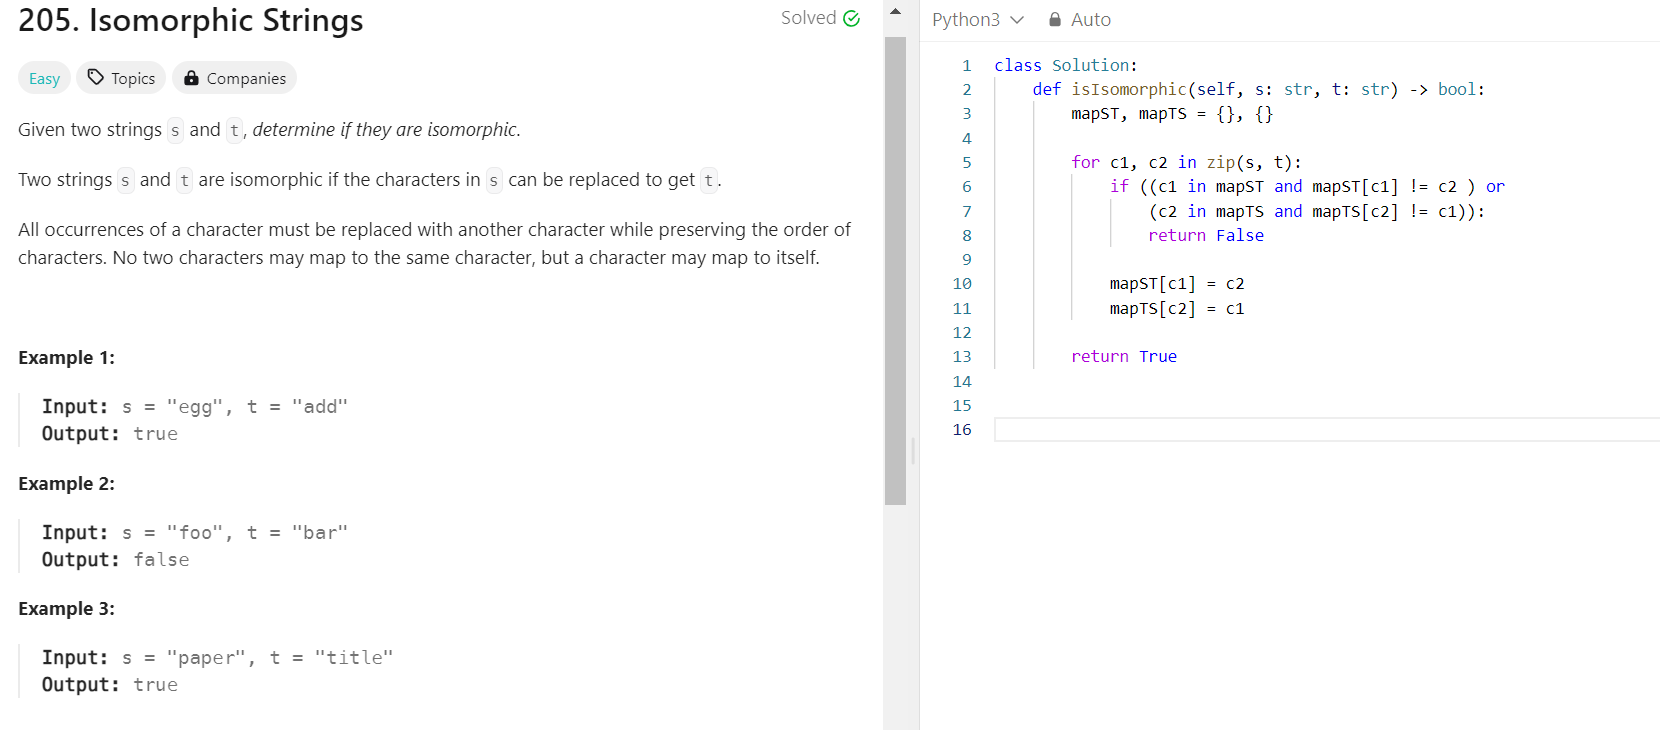 205. Isomorphic Strings
Solved
Easy
Topics
Companies
Given two strings s and t, determine if they are isomorphic.
Two strings s and t are isomorphic if the characters in s can be replaced to get t.
All occurrences of a character must be replaced with another character while preserving the order of
characters. No two characters may map to the same character, but a character may map to itself.
Example 1:
Input: s = "egg", t = "add"
Output: true
Example 2:
Input: s = "foo", t = "bar"
Output: false
Example 3:
Input: s = "paper", t = "title"
Output: true
Python3
Auto
1 class Solution:
2     def isIsomorphic(self, s: str, t: str) -> bool:
3         mapST, mapTS = {}, {}
4
5         for c1, c2 in zip(s, t):
6             if ((c1 in mapST and mapST[c1] != c2 ) or
7                 (c2 in mapTS and mapTS[c2] != c1)):
8                 return False
9
10             mapST[c1] = c2
11             mapTS[c2] = c1
12
13         return True
14
15
16